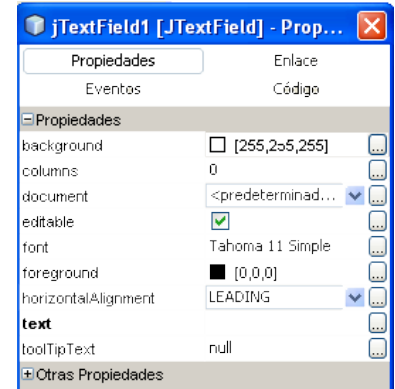 jTextField1 [JTextField] - Prop...
Propiedades Enlace
Eventos Código
Propiedades
background [255,255,255]
columns 0
document <predeterminad...
editable
font Tahoma 11 Simple
foreground [0,0,0]
horizontalAlignment LEADING
text
toolTipText null
Otras Propiedades